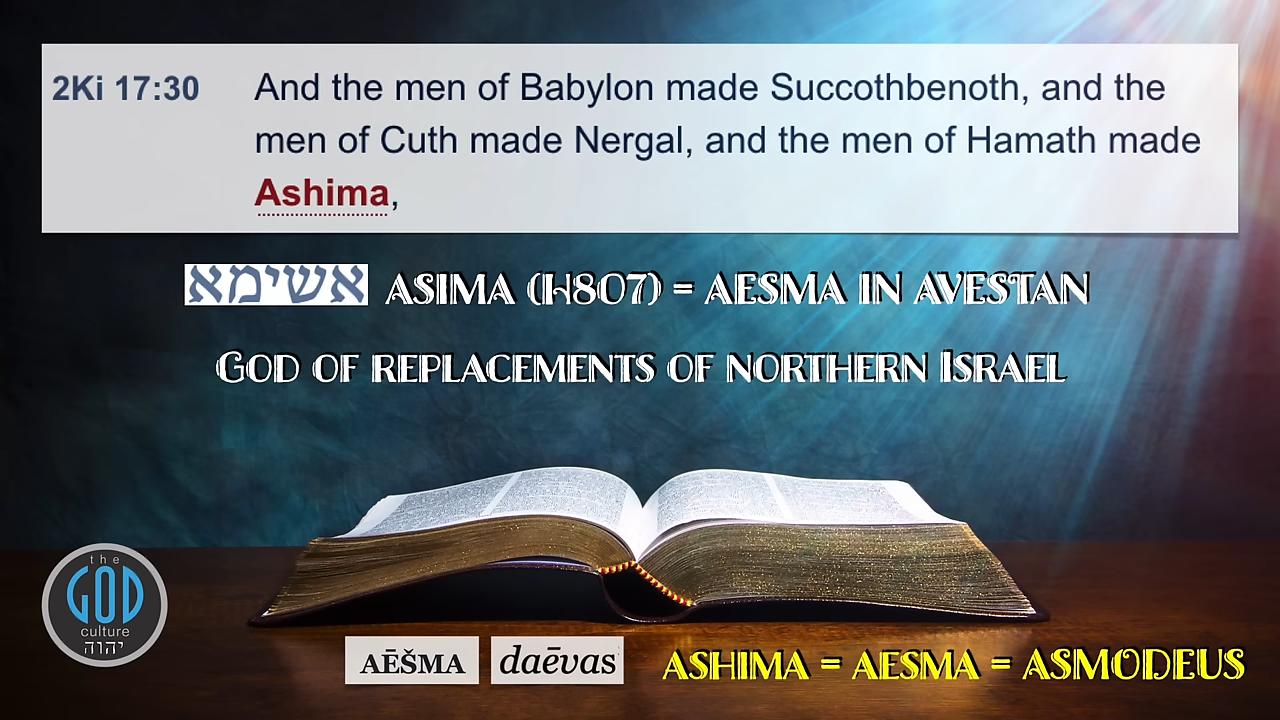 2Ki 17:30 And the men of Babylon made Succothbenoth, and the
men of Cuth made Nergal, and the men of Hamath made
Ashima,
אשימא ASIMA (H807) = AESMA IN AVESTAN
GOD OF REPLACEMENTS OF NORTHERN ISRAEL
the
GOD
culture
יהוה
AĒŠMA daēvas ASHIMA = AESMA = ASMODEUS